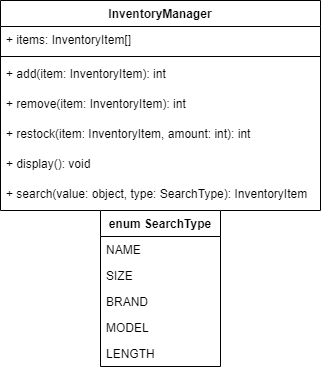 InventoryManager
+ items: InventoryItem[]
+ add(item: InventoryItem): int
+ remove(item: InventoryItem): int
+ restock(item: InventoryItem, amount: int): int
+ display(): void
+ search(value: object, type: SearchType): InventoryItem
enum SearchType
NAME
SIZE
BRAND
MODEL
LENGTH